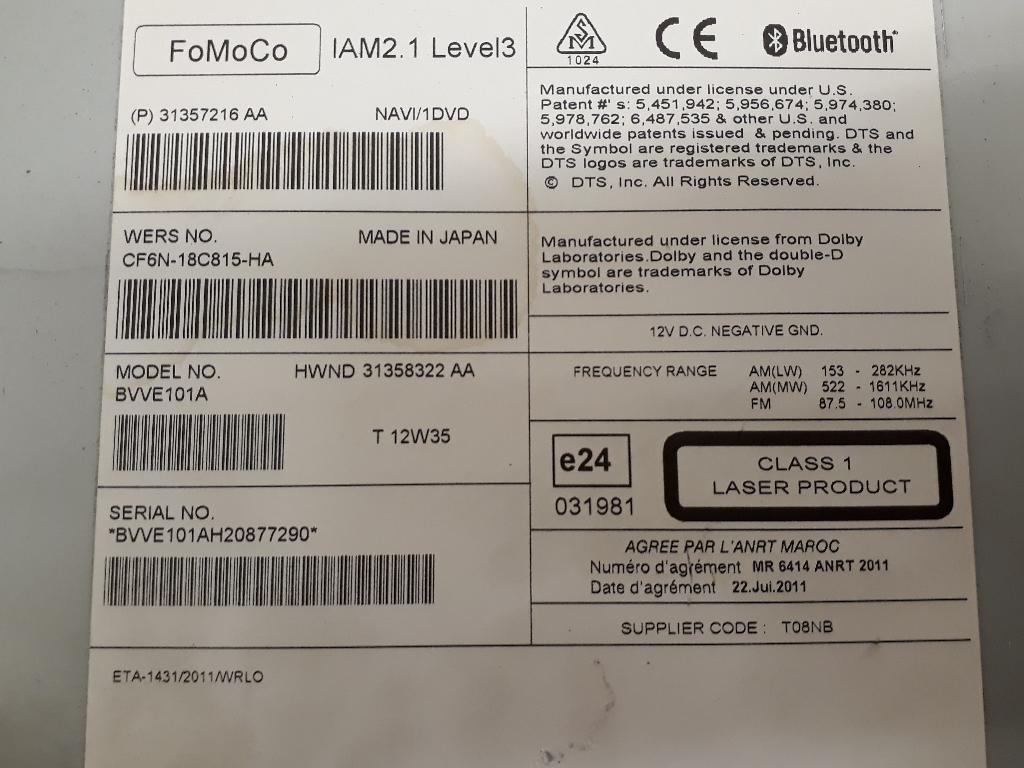 FoMoCo IAM2.1 Level3
(P) 31357216 AA NAVI/1DVD
WERS NO. MADE IN JAPAN
CF6N-18C815-HA
MODEL NO. HWND 31358322 AA
BVVE101A
T 12W35
SERIAL NO.
*BVVE101AH20877290*
ETA-1431/2011/WRLO
SM
1024
CE
Bluetooth®
Manufactured under license under U.S.
Patent #' s: 5,451,942; 5,956,674; 5,974,380;
5,978,762; 6,487,535 & other U.S. and
worldwide patents issued & pending. DTS and
the Symbol are registered trademarks & the
DTS logos are trademarks of DTS, Inc.
© DTS, Inc. All Rights Reserved.
Manufactured under license from Dolby
Laboratories.Dolby and the double-D
symbol are trademarks of Dolby
Laboratories.
12V D.C. NEGATIVE GND.
FREQUENCY RANGE AM(LW) 153 - 282KHz
AM(MW) 522 - 1611KHz
FM 87.5 - 108.0MHz
e24
031981
CLASS 1
LASER PRODUCT
AGREE PAR L'ANRT MAROC
Numéro d'agrément MR 6414 ANRT 2011
Date d'agrément 22.Jui.2011
SUPPLIER CODE : T08NB